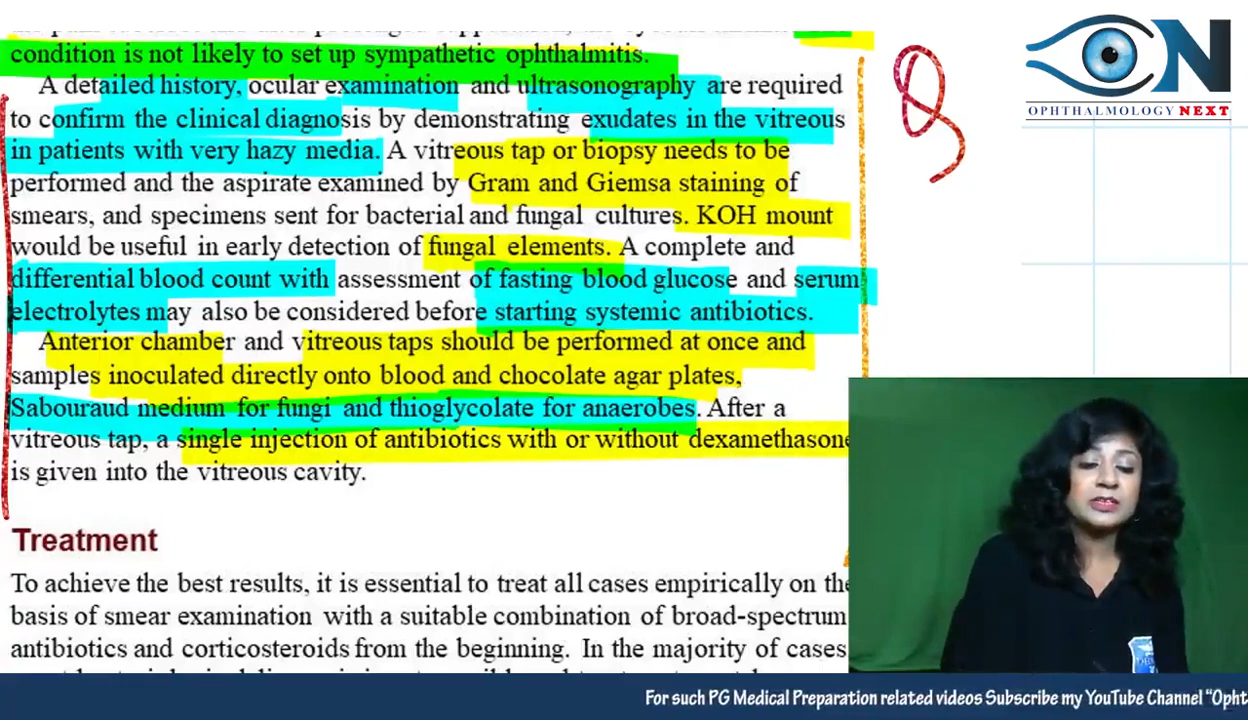 condition is not likely to set up sympathetic ophthalmitis.
A detailed history, ocular examination and ultrasonography are required
to confirm the clinical diagnosis by demonstrating exudates in the vitreous
in patients with very hazy media. A vitreous tap or biopsy needs to be
performed and the aspirate examined by Gram and Giemsa staining of
smears, and specimens sent for bacterial and fungal cultures. KOH mount
would be useful in early detection of fungal elements. A complete and
differential blood count with assessment of fasting blood glucose and serum
electrolytes may also be considered before starting systemic antibiotics.
Anterior chamber and vitreous taps should be performed at once and
samples inoculated directly onto blood and chocolate agar plates,
Sabouraud medium for fungi and thioglycolate for anaerobes. After a
vitreous tap, a single injection of antibiotics with or without dexamethasone
is given into the vitreous cavity.
Treatment
To achieve the best results, it is essential to treat all cases empirically on the
basis of smear examination with a suitable combination of broad-spectrum
antibiotics and corticosteroids from the beginning. In the majority of cases
N
OPHTHALMOLOGY NEXT
For such PG Medical Preparation related videos Subscribe my YouTube Channel “Opht